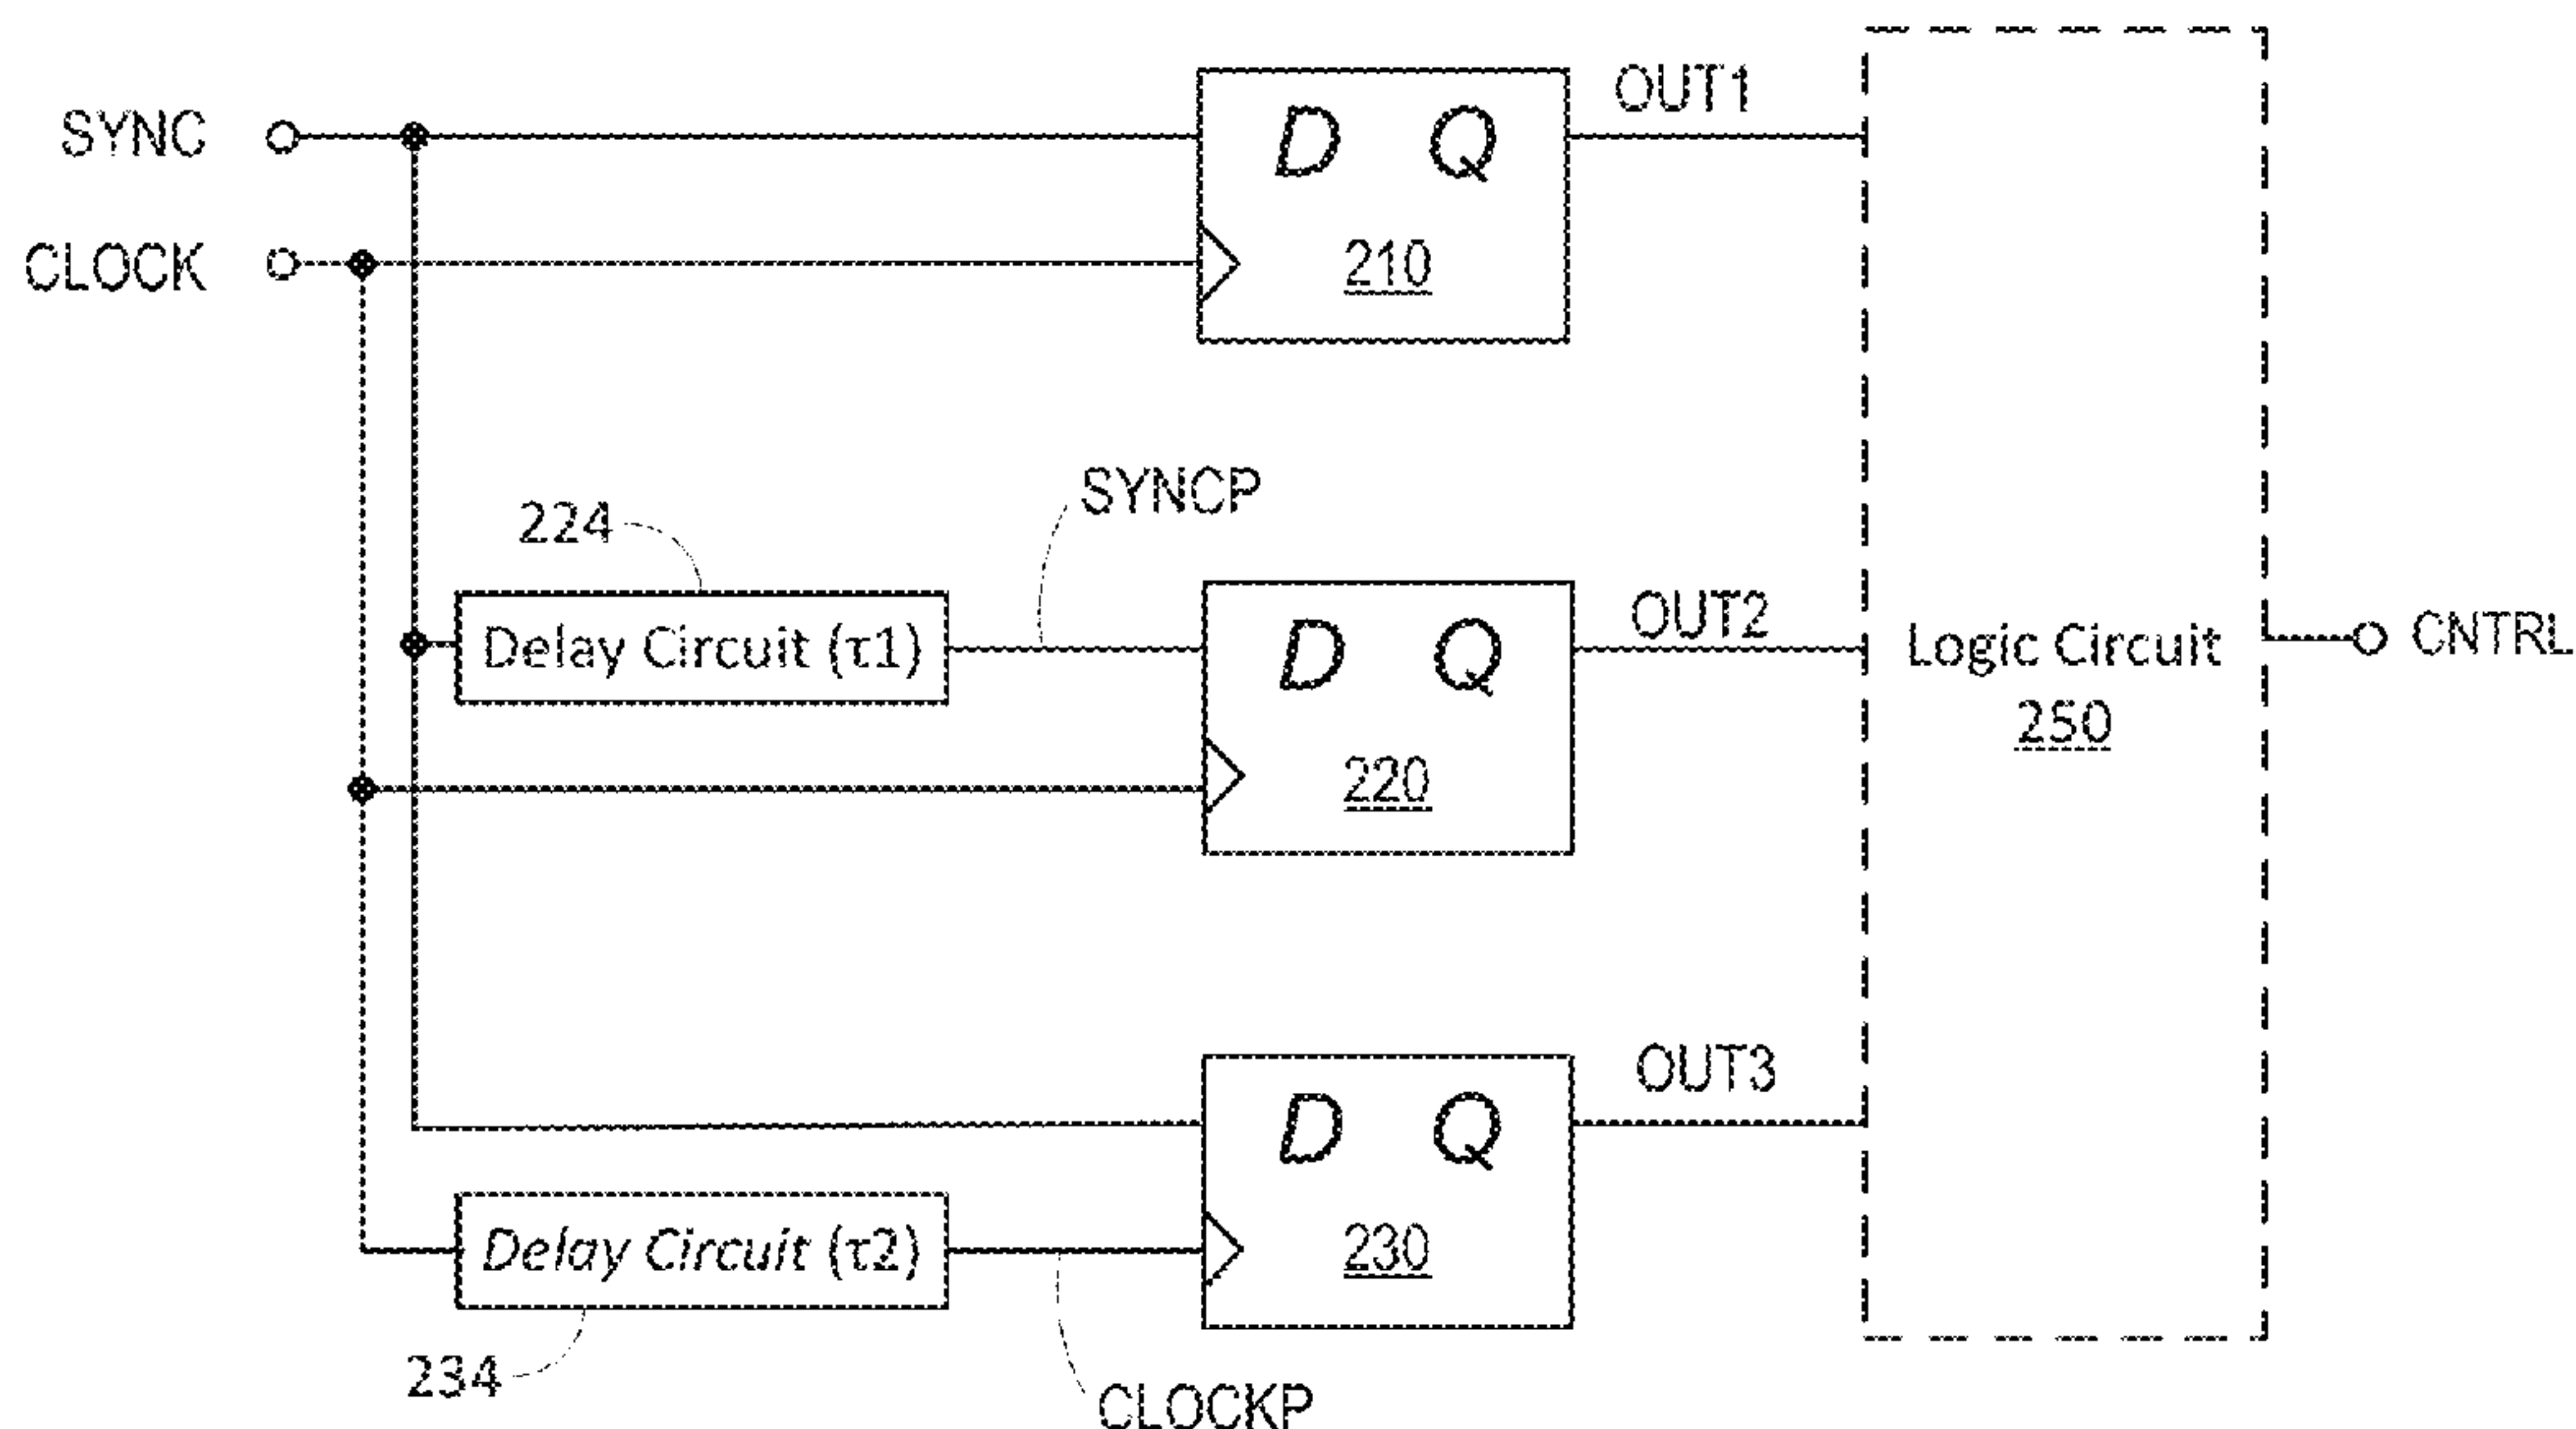 SYNC
CLOCK
D Q
210
OUT1
224
Delay Circuit (τ1)
SYNCP
D Q
220
OUT2
Logic Circuit
250
CNTRL
D Q
230
OUT3
Delay Circuit (τ2)
234
CLOCKP